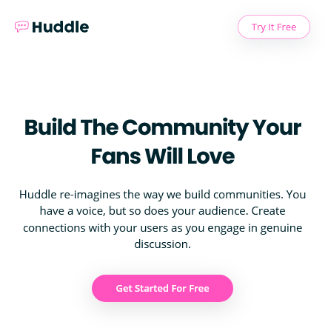 Huddle
Try It Free
Build The Community Your
Fans Will Love
Huddle re-imagines the way we build communities. You
have a voice, but so does your audience. Create
connections with your users as you engage in genuine
discussion.
Get Started For Free